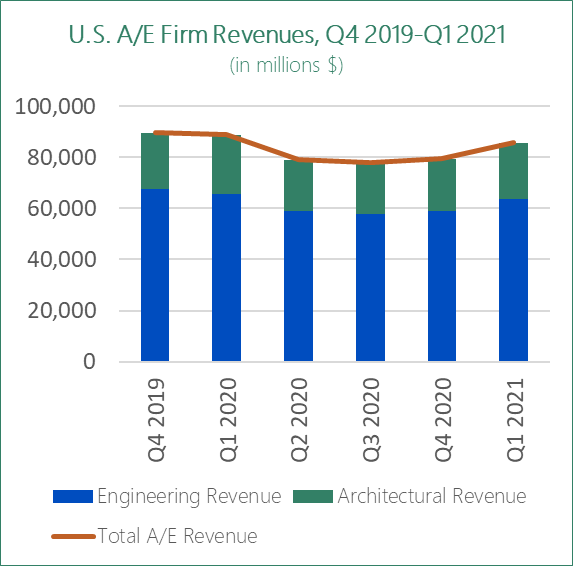 U.S. A/E Firm Revenues, Q4 2019-Q1 2021
(in millions $)
100,000
80,000
60,000
40,000
20,000
0
Q4 2019
Q1 2020
Q2 2020
Q3 2020
Q4 2020
Q1 2021
Engineering Revenue
Architectural Revenue
Total A/E Revenue